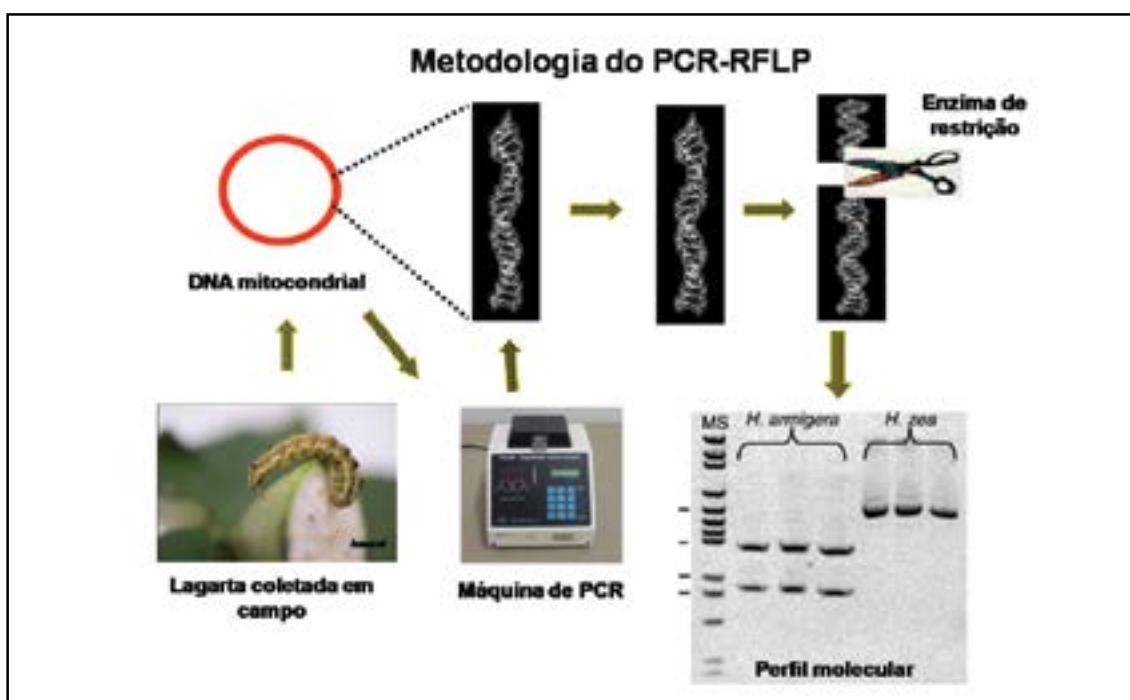 Metodologia do PCR-RFLP
Enzima de
restrição
DNA mitocondrial
Lagarta coletada em
campo
Máquina de PCR
MS
H. armigera
H. zea
Perfil molecular